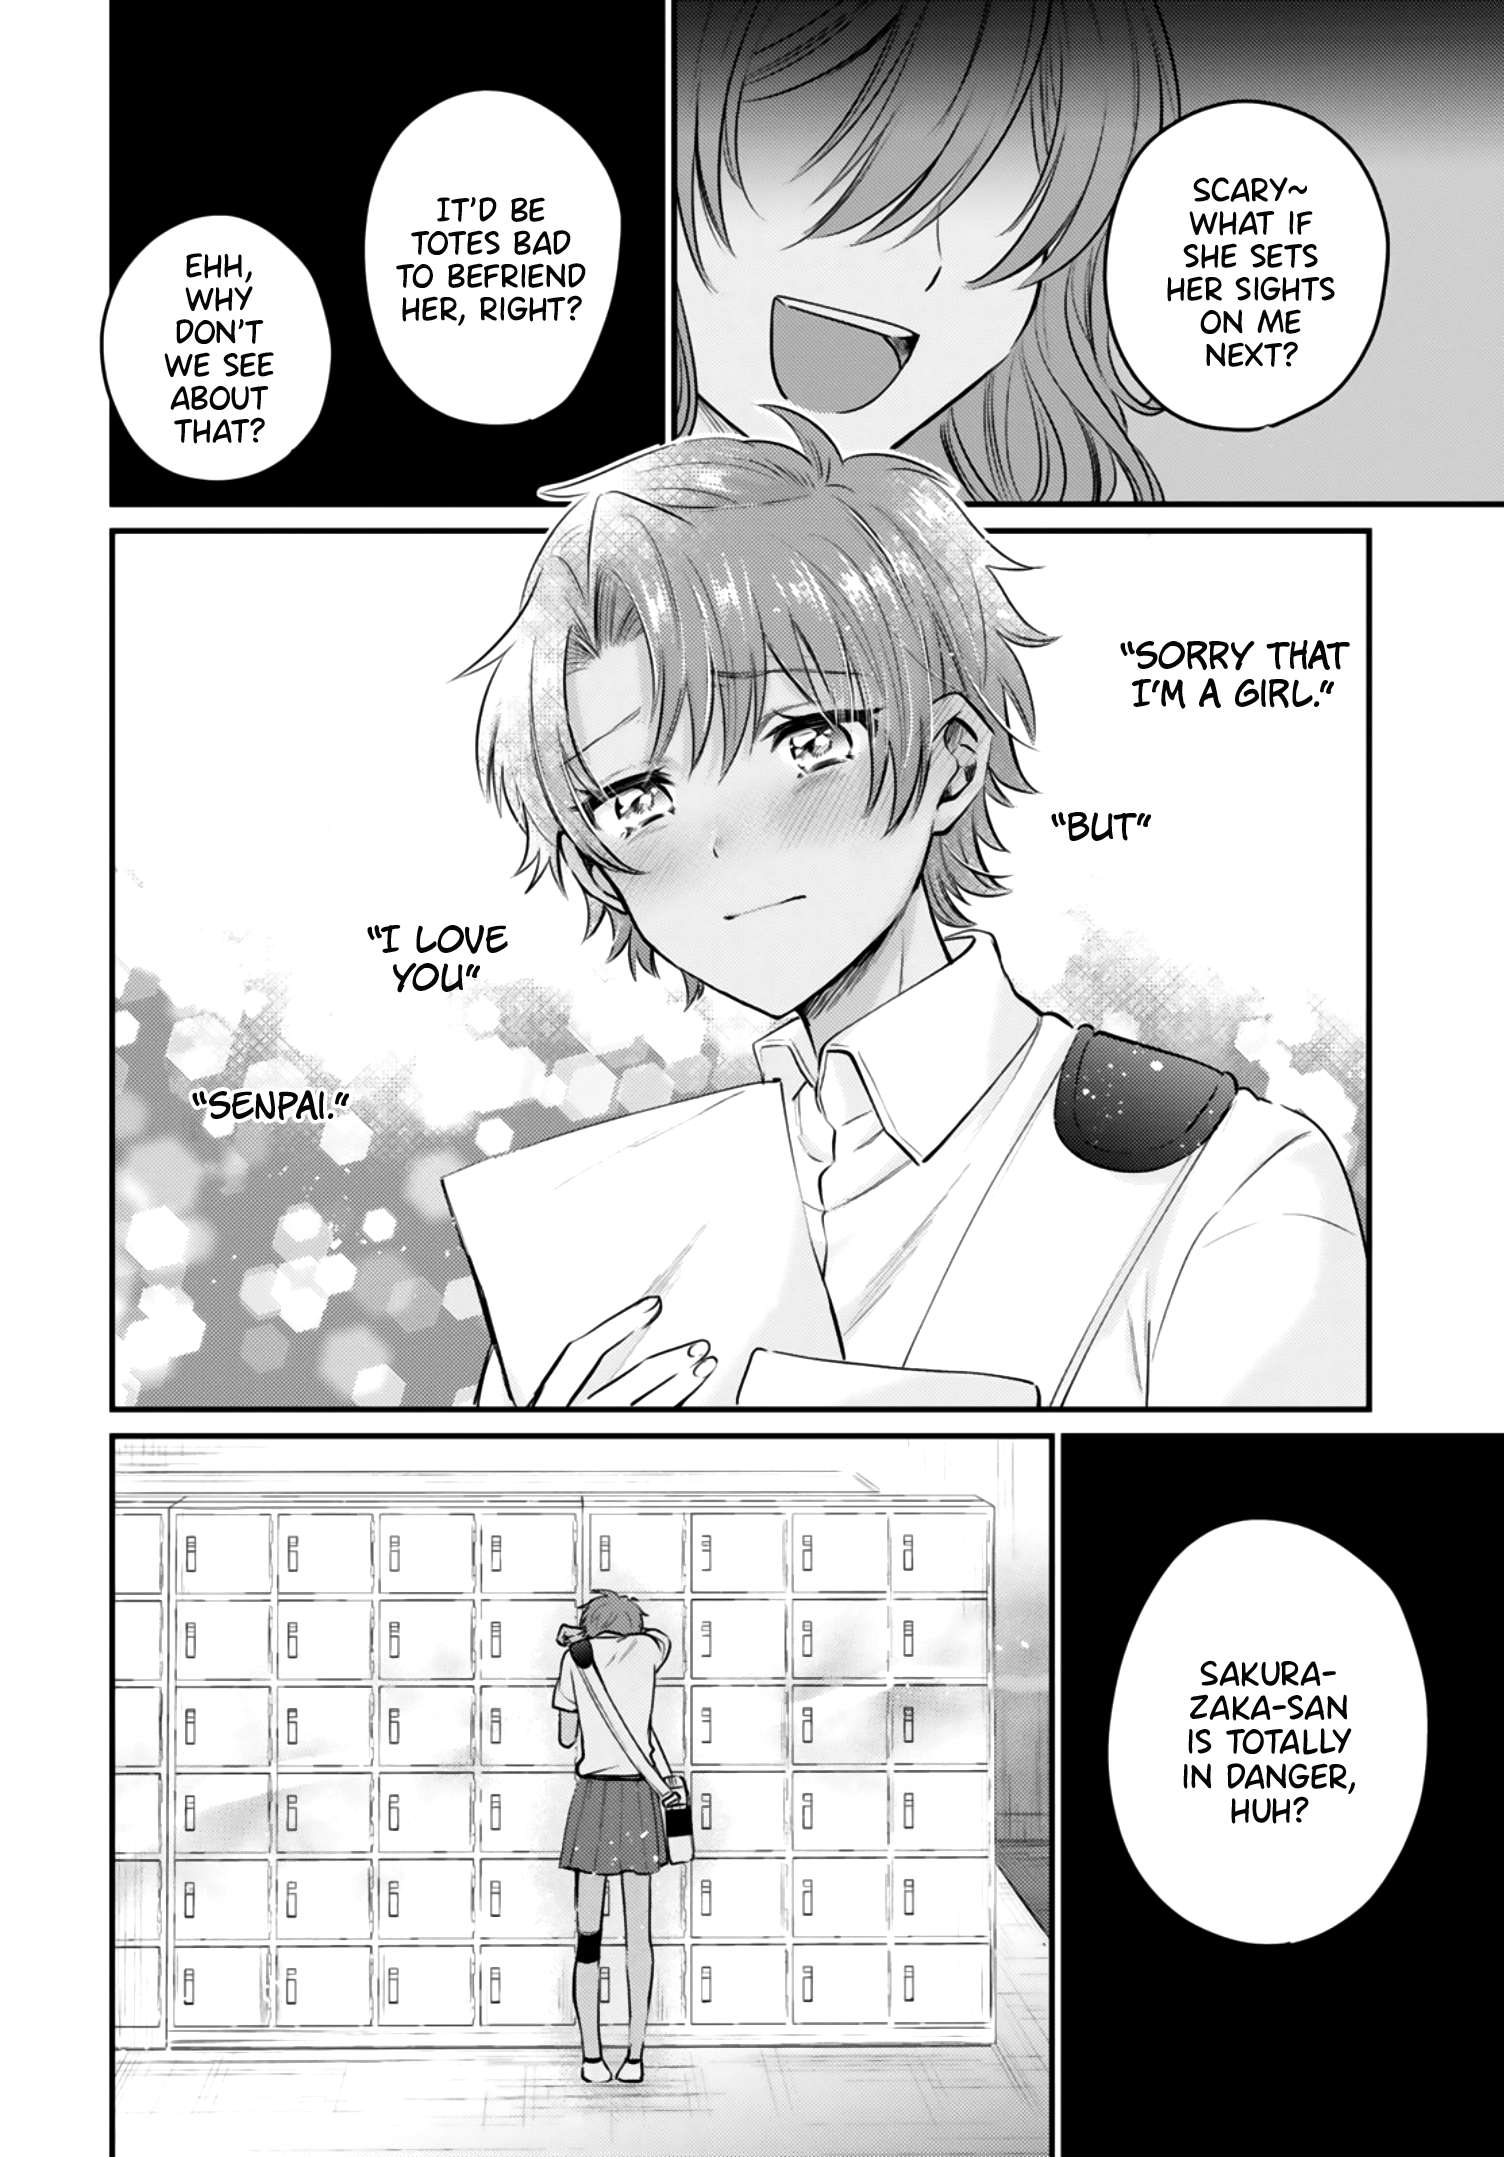 SCARY~
WHAT IF
SHE SETS
HER SIGHTS
ON ME
NEXT?
IT'D BE
TOTES BAD
TO BEFRIEND
HER, RIGHT?
EHH,
WHY
DON'T
WE SEE
ABOUT
THAT?
"SORRY THAT
I'M A GIRL."
"BUT"
"I LOVE
YOU"
"SENPAI."
SAKURA-
ZAKA-SAN
IS TOTALLY
IN DANGER,
HUH?